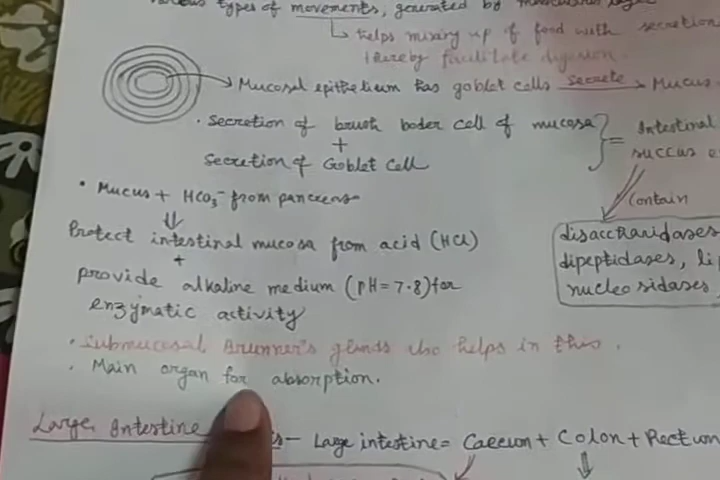 types of movements, generated by
helps mixing up of food with secretion
thereby facilitate digestion.
Mucosal epithelium has goblet cells secrete Mucus
. Secretion of brush boder cell of mucosa
+
Secretion of Goblet Cell
= Intestinal
succus
Contain
disaccharidases
dipeptidases, li
nucleosidases,
• Mucus + HCO3- from pancreas
Protect intestinal mucosa from acid (HCl)
+
provide alkaline medium (PH=7.8) for
enzymatic activity
. Submucosal Brunner's glands also helps in this.
. Main organ for absorption.
Large Intestine
is - Large intestine = Caecum + Colon + Rectum